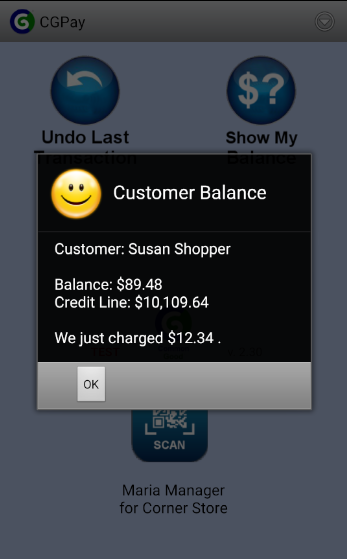 CGPay
Undo Last
Transaction
Show My
Balance
Customer Balance
Customer: Susan Shopper
Balance: $89.48
Credit Line: $10,109.64
We just charged $12.34 .
OK
SCAN
Maria Manager
for Corner Store